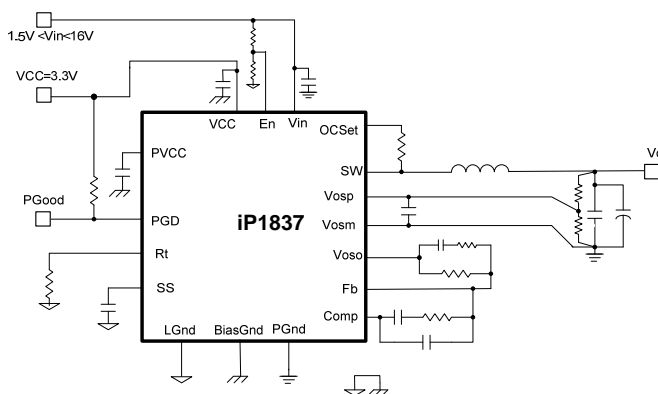 1.5V <Vin<16V
VCC=3.3V
VCC
En
Vin
OCSet
PVCC
SW
Vo
PGood
Vosp
PGD
iP1837
Vosm
Rt
Voso
SS
Fb
Comp
LGnd
BiasGnd
PGnd